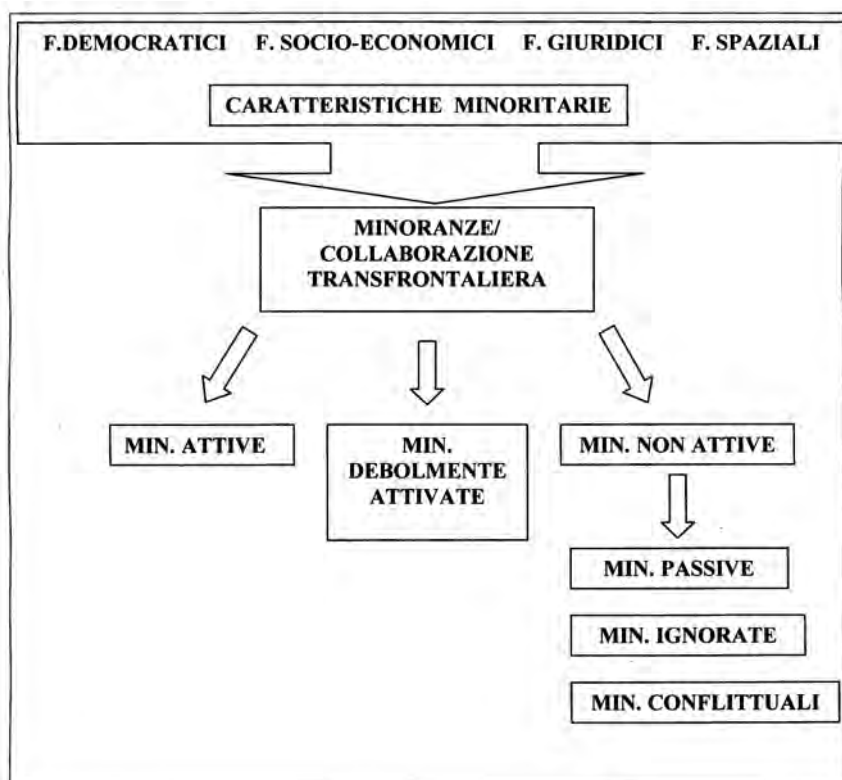 F.DEMOCRATICI F. SOCIO-ECONOMICI F. GIURIDICI F. SPAZIALI
CARATTERISTICHE MINORITARIE
MINORANZE/
COLLABORAZIONE
TRANSFRONTALIERA
MIN. ATTIVE
MIN.
DEBOLMENTE
ATTIVATE
MIN. NON ATTIVE
MIN. PASSIVE
MIN. IGNORATE
MIN. CONFLITTUALI